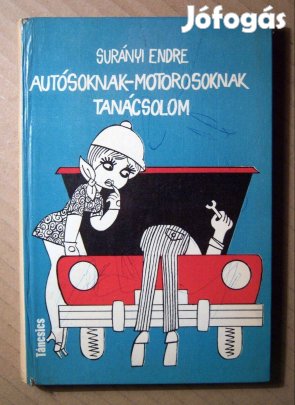 Jófogás
SURÁNYI ENDRE
AUTÓSOKNAK-MOTOROSOKNAK
TANÁCSOLOM
Táncsics